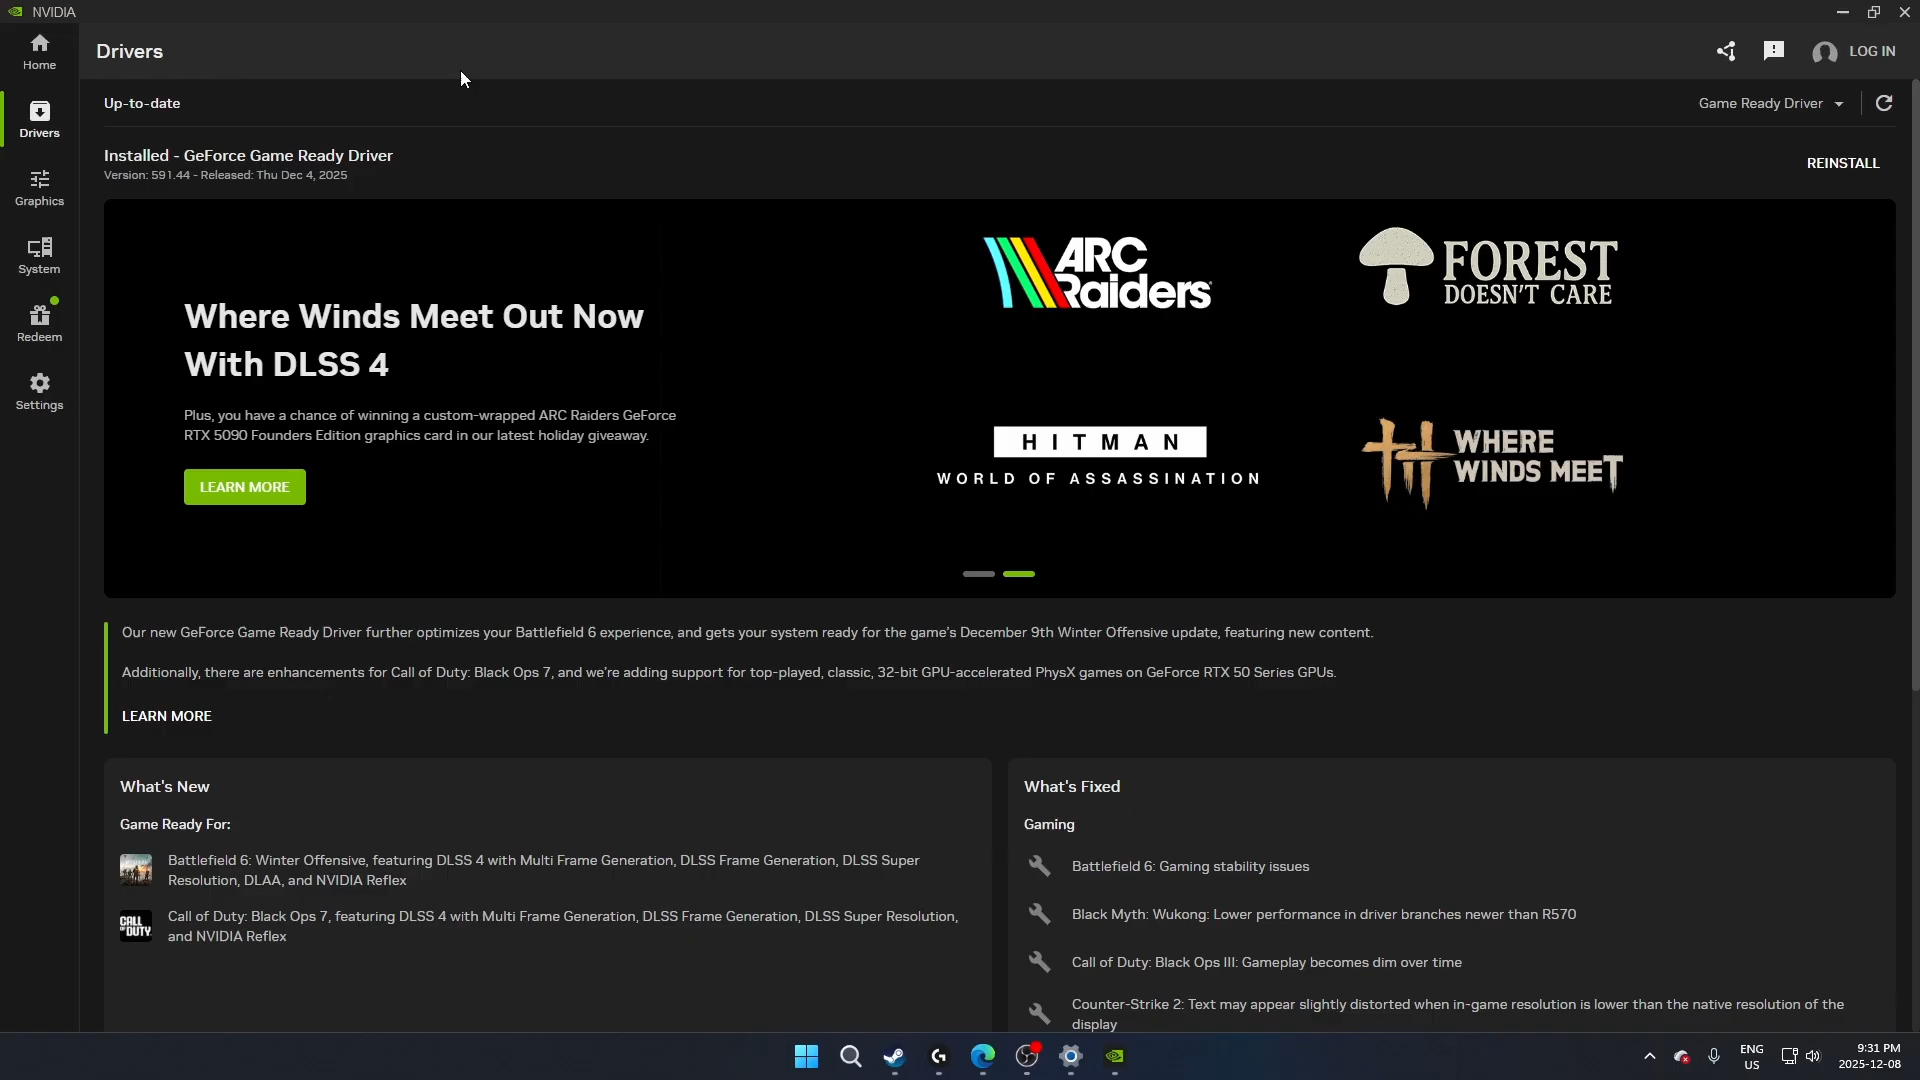 NVIDIA
Home
Drivers
LOG IN
Drivers
Up-to-date
Game Ready Driver
Installed - GeForce Game Ready Driver
Version: 591.44 - Released: Thu Dec 4, 2025
REINSTALL
Graphics
System
Redeem
Settings
Where Winds Meet Out Now
With DLSS 4
Plus, you have a chance of winning a custom-wrapped ARC Raiders GeForce
RTX 5090 Founders Edition graphics card in our latest holiday giveaway.
LEARN MORE
ARC
Raiders
FOREST
DOESN'T CARE
HITMAN
WORLD OF ASSASSINATION
WHERE
WINDS MEET
Our new GeForce Game Ready Driver further optimizes your Battlefield 6 experience, and gets your system ready for the game's December 9th Winter Offensive update, featuring new content.
Additionally, there are enhancements for Call of Duty: Black Ops 7, and we're adding support for top-played, classic, 32-bit GPU-accelerated PhysX games on GeForce RTX 50 Series GPUs.
LEARN MORE
What's New
Game Ready For:
Battlefield 6: Winter Offensive, featuring DLSS 4 with Multi Frame Generation, DLSS Frame Generation, DLSS Super
Resolution, DLAA, and NVIDIA Reflex
CALL
OF DUTY
Call of Duty: Black Ops 7, featuring DLSS 4 with Multi Frame Generation, DLSS Frame Generation, DLSS Super Resolution,
and NVIDIA Reflex
What's Fixed
Gaming
Battlefield 6: Gaming stability issues
Black Myth: Wukong: Lower performance in driver branches newer than R570
Call of Duty: Black Ops III: Gameplay becomes dim over time
Counter-Strike 2: Text may appear slightly distorted when in-game resolution is lower than the native resolution of the
display
ENG
US
9:31 PM
2025-12-08